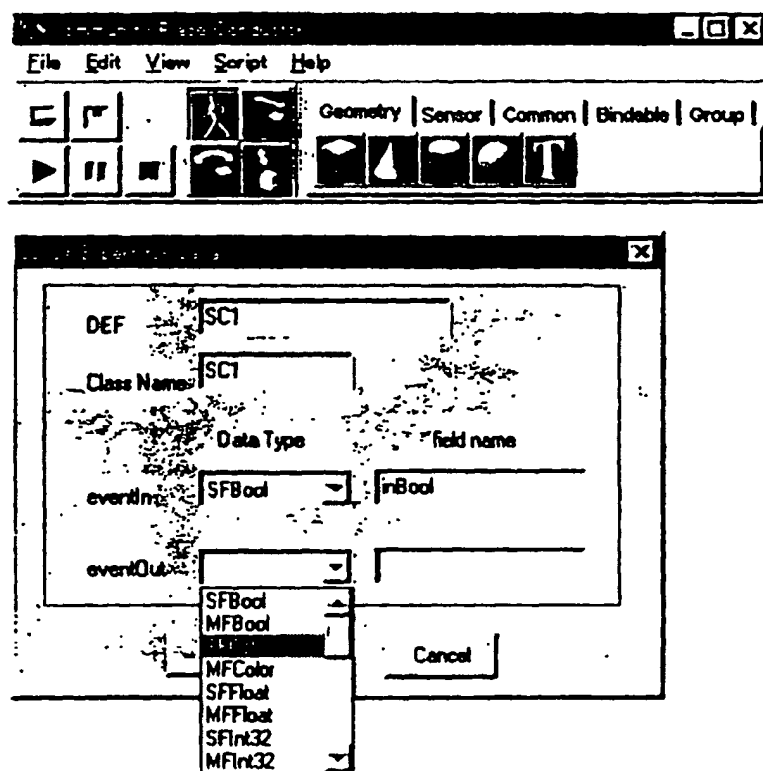 File Edit View Script Help
Geometry Sensor Common Bindable Group
T
DEF SC1
Class Name SC1
Data Type field name
eventIn SFBool inBool
eventOut
SFBool
MFBool
MFColor
SFFloat
MFFloat
SFInt32
MFInt32
Cancel